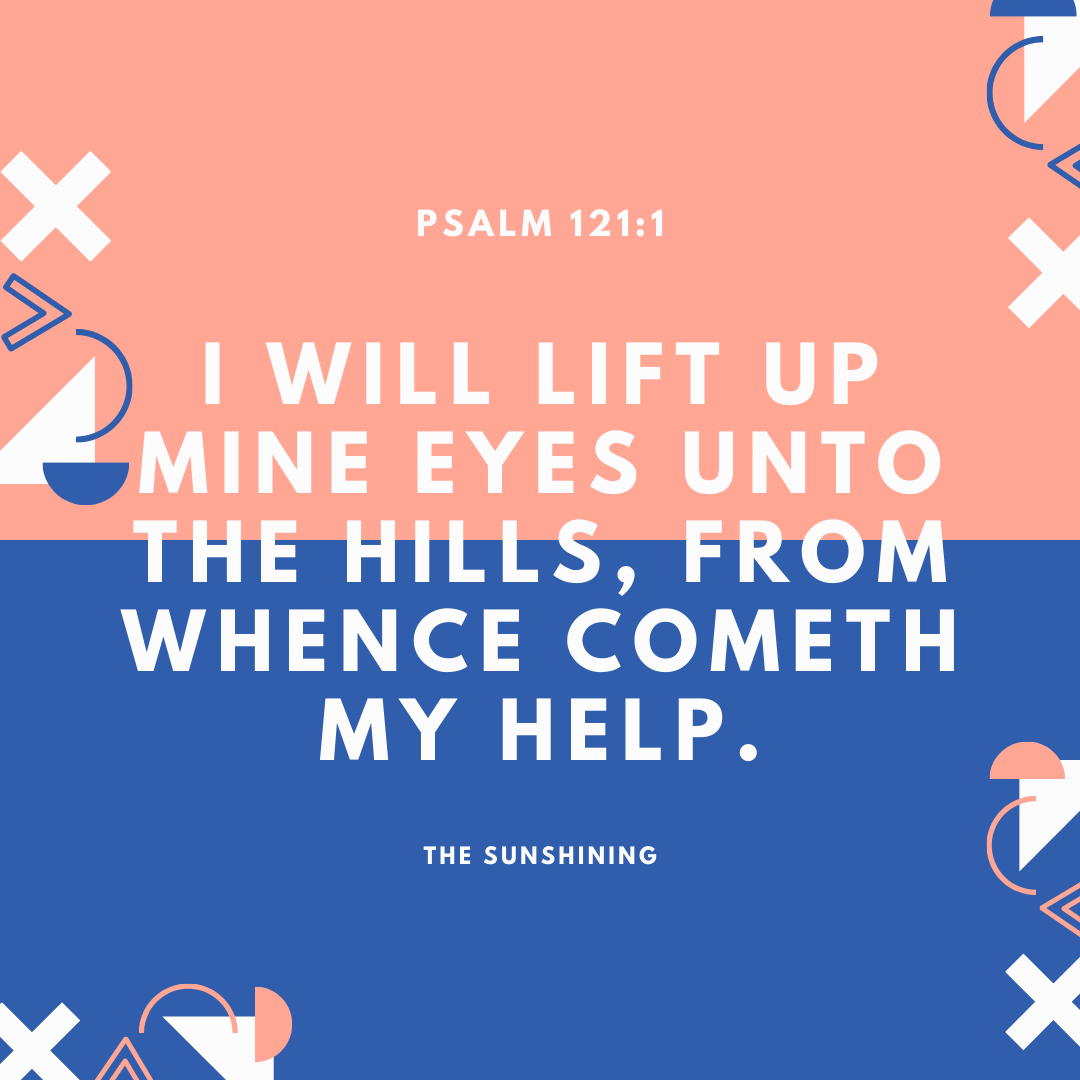 PSALM 121:1
I WILL LIFT UP
MINE EYES UNTO
THE HILLS, FROM
WHENCE COMETH
MY HELP.
THE SUNSHINING